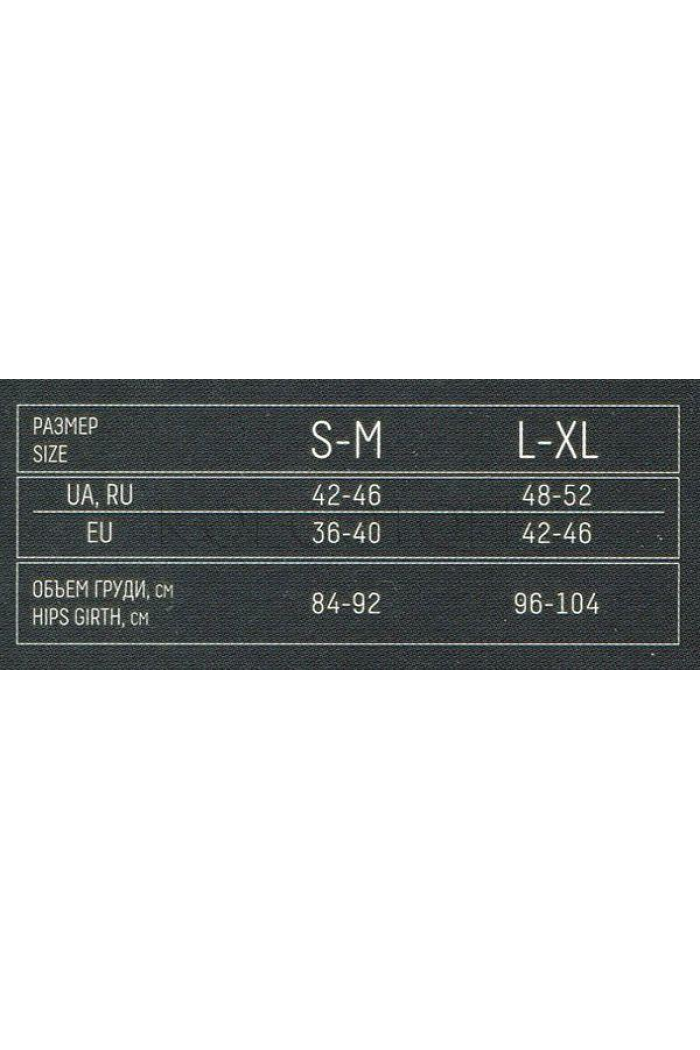 РАЗМЕР
SIZE
S-M L-XL
UA, RU 42-46 48-52
EU 36-40 42-46
ОБЪЕМ ГРУДИ, СМ
HIPS GIRTH, СМ
84-92 96-104